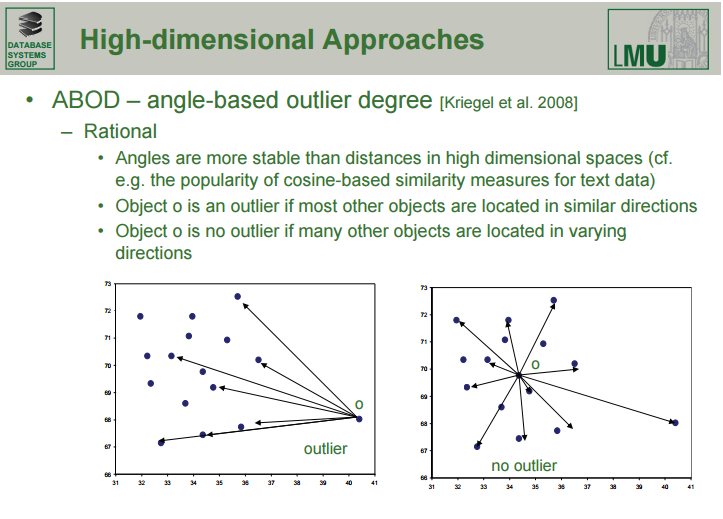 DATABASE
SYSTEMS
GROUP
High-dimensional Approaches
LMU
• ABOD – angle-based outlier degree [Kriegel et al. 2008]
– Rational
• Angles are more stable than distances in high dimensional spaces (cf.
e.g. the popularity of cosine-based similarity measures for text data)
• Object o is an outlier if most other objects are located in similar directions
• Object o is no outlier if many other objects are located in varying
directions
73
72
71
70
69
68
67
66
31 32 33 34 35 36 37 38 39 40 41
o
outlier
73
72
71
70
69
68
67
66
31 32 33 34 35 36 37 38 39 40 41
o
no outlier